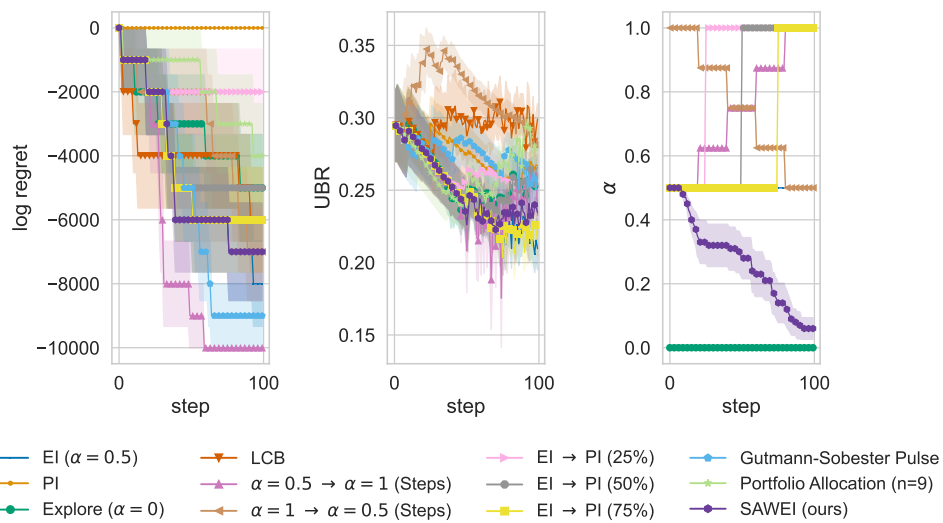 0
−2000
−4000
−6000
−8000
−10000
log regret
0
100
step
0.35
0.30
0.25
0.20
0.15
UBR
0
100
step
1.0
0.8
0.6
0.4
0.2
0.0
α
0
100
step
EI (α = 0.5)
PI
Explore (α = 0)
LCB
α = 0.5 → α = 1 (Steps)
α = 1 → α = 0.5 (Steps)
EI → PI (25%)
EI → PI (50%)
EI → PI (75%)
Gutmann-Sobester Pulse
Portfolio Allocation (n=9)
SAWEI (ours)